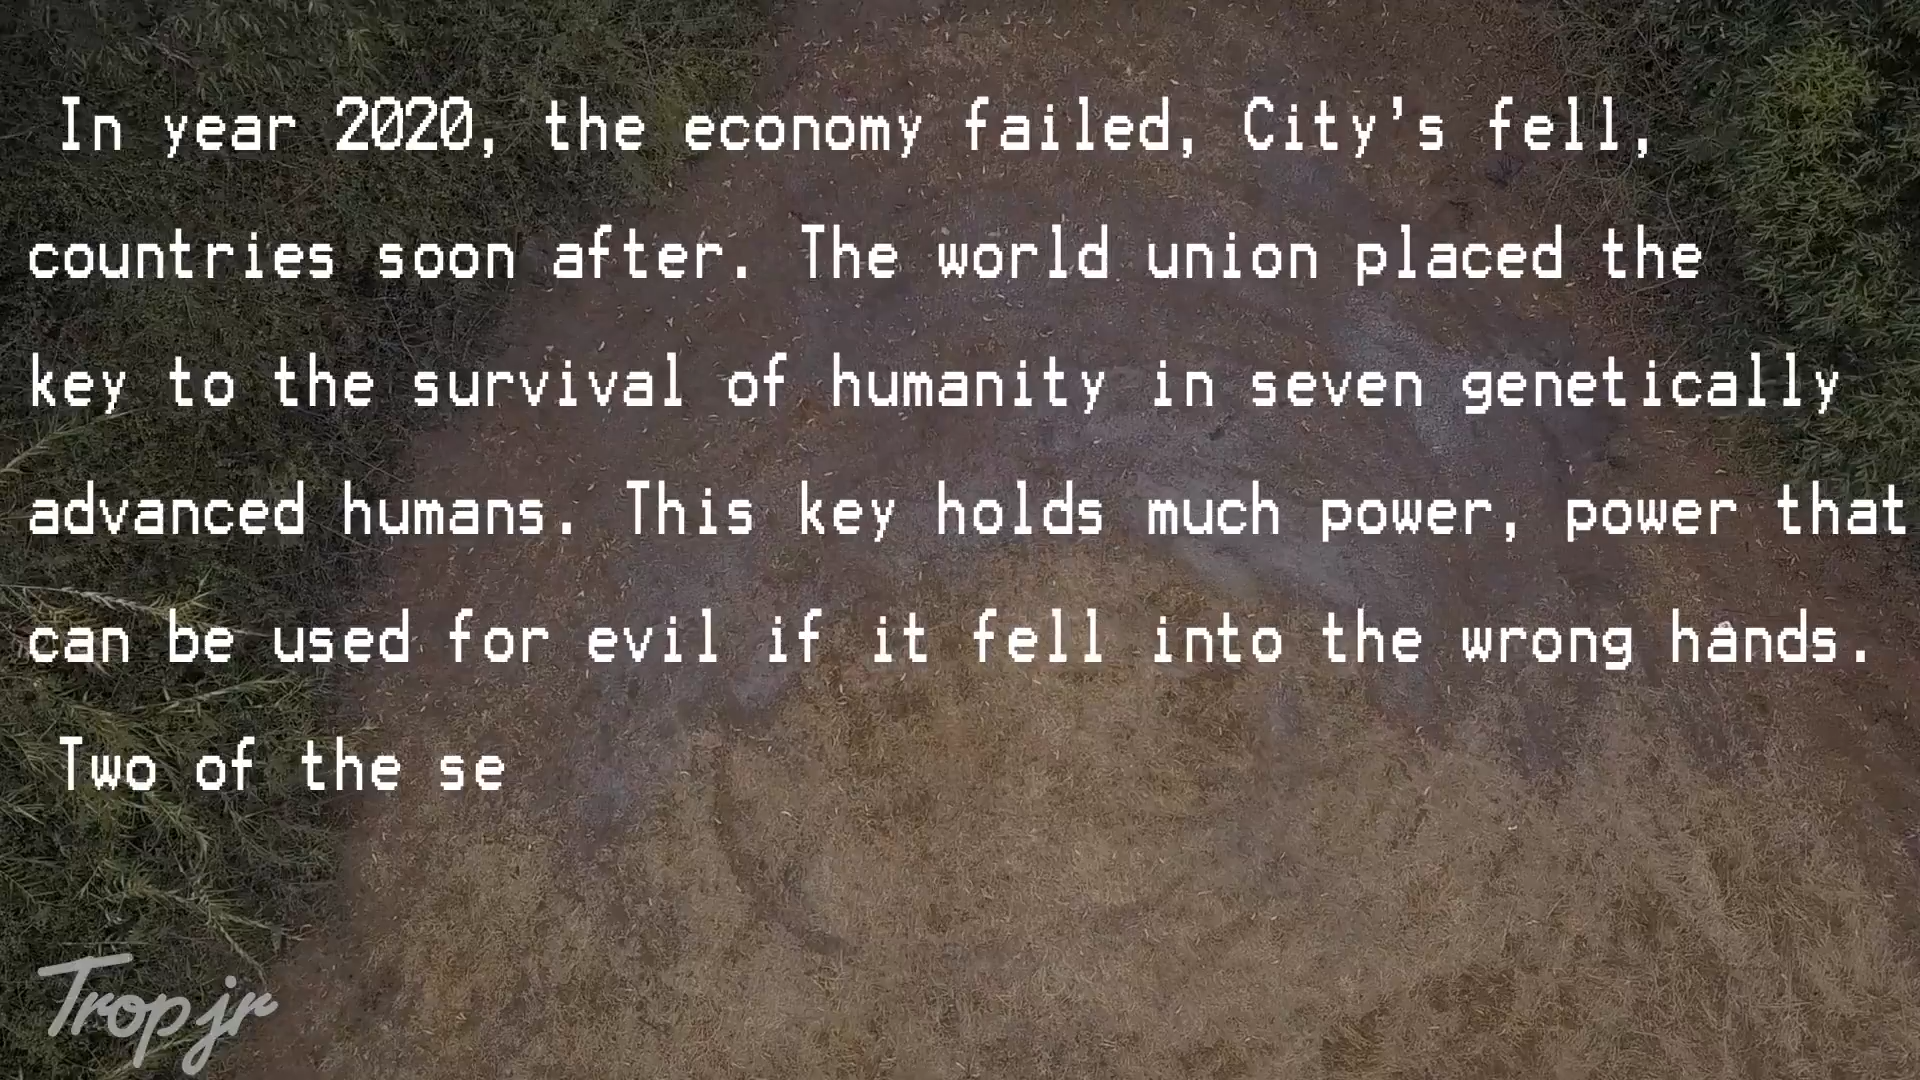 In year 2020, the economy failed, City's fell,
countries soon after. The world union placed the
key to the survival of humanity in seven genetically
advanced humans. This key holds much power, power that
can be used for evil if it fell into the wrong hands.
Two of the se
Trop jr